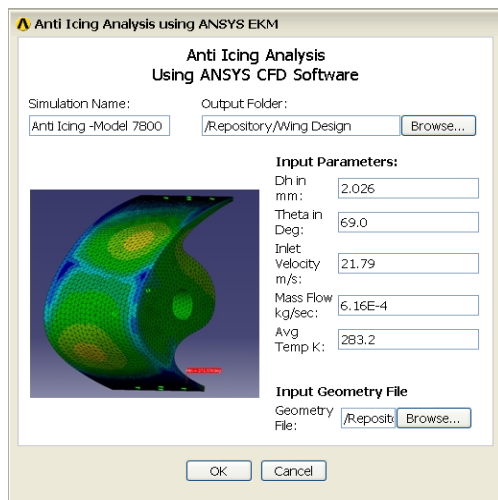 Anti Icing Analysis using ANSYS EKM
Anti Icing Analysis
Using ANSYS CFD Software
Simulation Name:
Output Folder:
Anti Icing -Model 7800
/Repository/Wing Design
Browse...
Input Parameters:
Dh in
mm:
2.026
Theta in
Deg:
69.0
Inlet
Velocity
m/s:
21.79
Mass Flow
kg/sec:
6.16E-4
Avg
Temp K:
283.2
Input Geometry File
Geometry
File:
/Reposit
Browse...
OK
Cancel